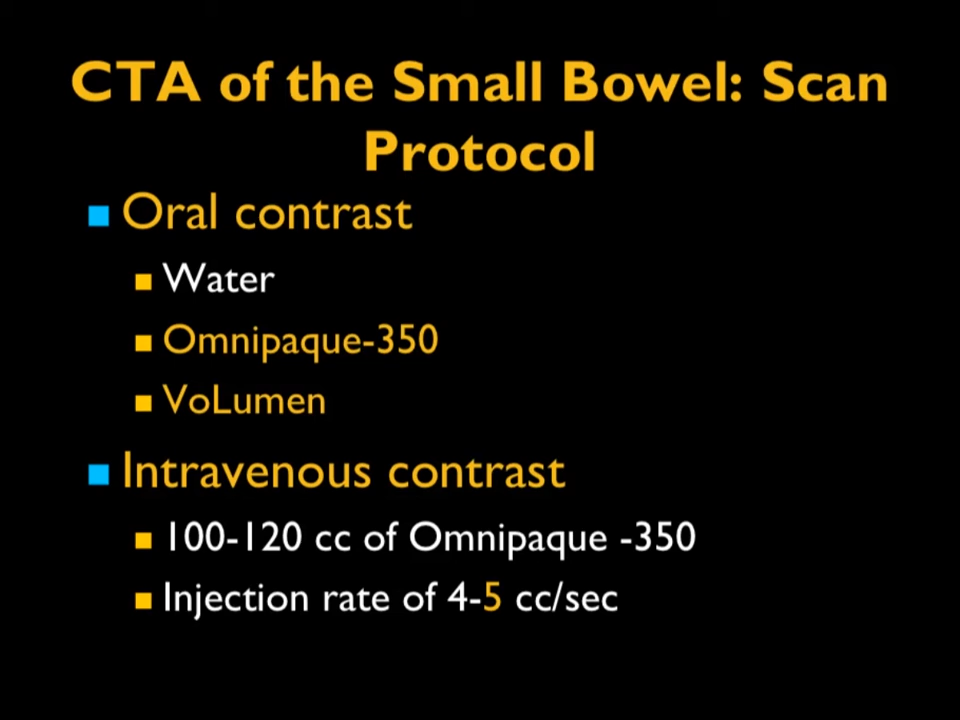 CTA of the Small Bowel: Scan
Protocol
Oral contrast
Water
Omnipaque-350
VoLumen
Intravenous contrast
100-120 cc of Omnipaque -350
Injection rate of 4-5 cc/sec